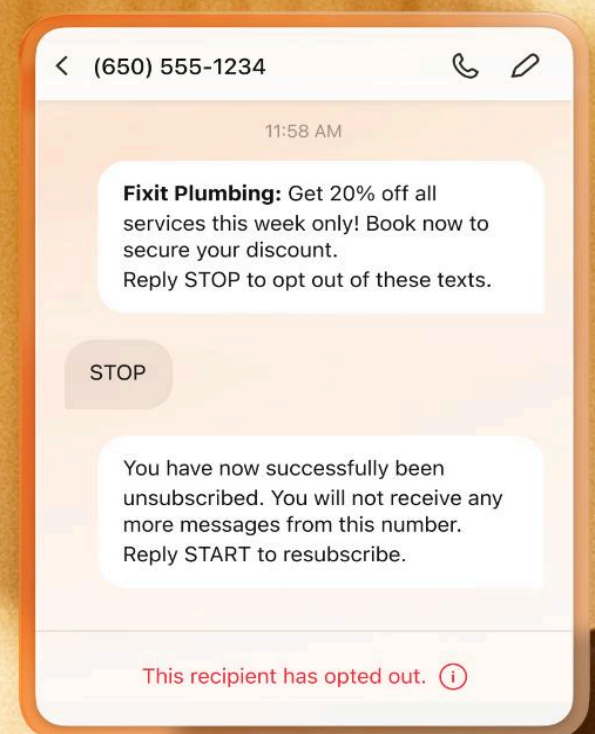 (650) 555-1234
11:58 AM
Fixit Plumbing: Get 20% off all
services this week only! Book now to
secure your discount.
Reply STOP to opt out of these texts.
STOP
You have now successfully been
unsubscribed. You will not receive any
more messages from this number.
Reply START to resubscribe.
This recipient has opted out.